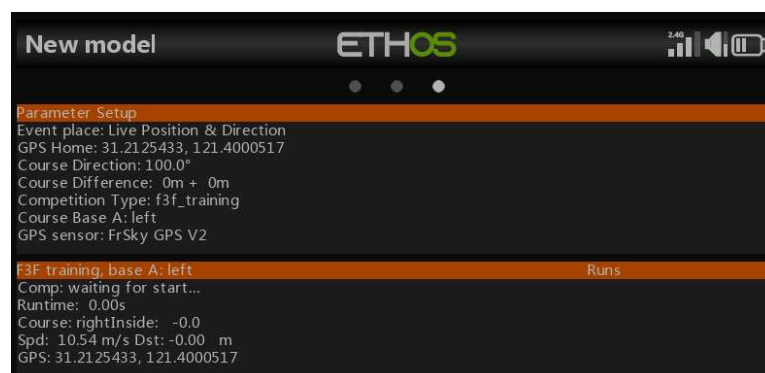 New model ETHOS 2.4G
Parameter Setup
Event place: Live Position & Direction
GPS Home: 31.2125433, 121.4000517
Course Direction: 100.0°
Course Difference: 0m + 0m
Competition Type: f3f_training
Course Base A: left
GPS sensor: FrSky GPS V2
F3F training, base A: left Runs
Comp: waiting for start...
Runtime: 0.00s
Course: rightInside: -0.0
Spd: 10.54 m/s Dst: -0.00 m
GPS: 31.2125433, 121.4000517